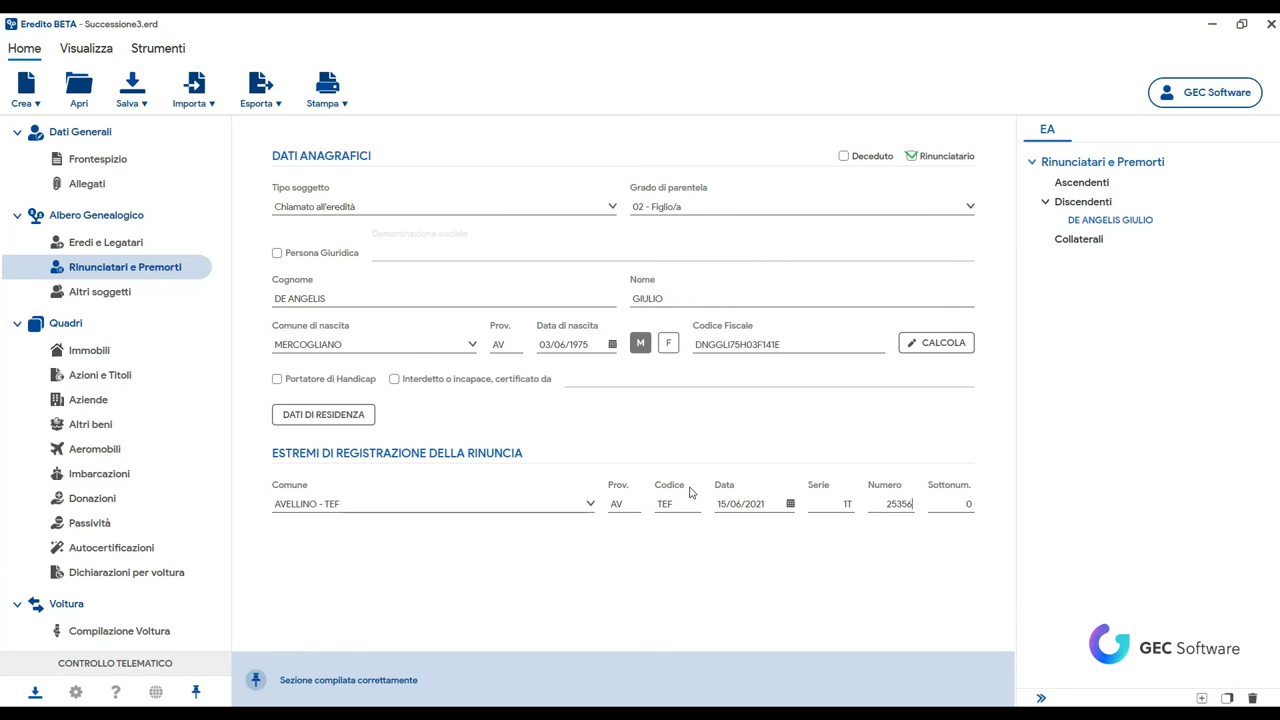 Eredito BETA - Successione3.erd
Home Visualizza Strumenti
Crea Apri Salva Importa Esporta Stampa
GEC Software
Dati Generali
Frontespizio
Allegati
Albero Genealogico
Eredi e Legatari
Rinunciatari e Premorti
Altri soggetti
Quadri
Immobili
Azioni e Titoli
Aziende
Altri beni
Aeromobili
Imbarcazioni
Donazioni
Passività
Autocertificazioni
Dichiarazioni per voltura
Voltura
Compilazione Voltura
CONTROLLO TELEMATICO
DATI ANAGRAFICI Deceduto Rinunciatario
Tipo soggetto Grado di parentela
Chiamato all'eredità 02 - Figlio/a
Denominazione sociale
Persona Giuridica
Cognome Nome
DE ANGELIS GIULIO
Comune di nascita Prov. Data di nascita Codice Fiscale
MERCOGLIANO AV 03/06/1975 M F DNGGLI75H03F141E CALCOLA
Portatore di Handicap Interdetto o incapace, certificato da
DATI DI RESIDENZA
ESTREMI DI REGISTRAZIONE DELLA RINUNCIA
Comune Prov. Codice Data Serie Numero Sottonum.
AVELLINO - TEF AV TEF 15/06/2021 1T 25356 0
Sezione compilata correttamente
EA
Rinunciatari e Premorti
Ascendenti
Discendenti
DE ANGELIS GIULIO
Collaterali
GEC Software